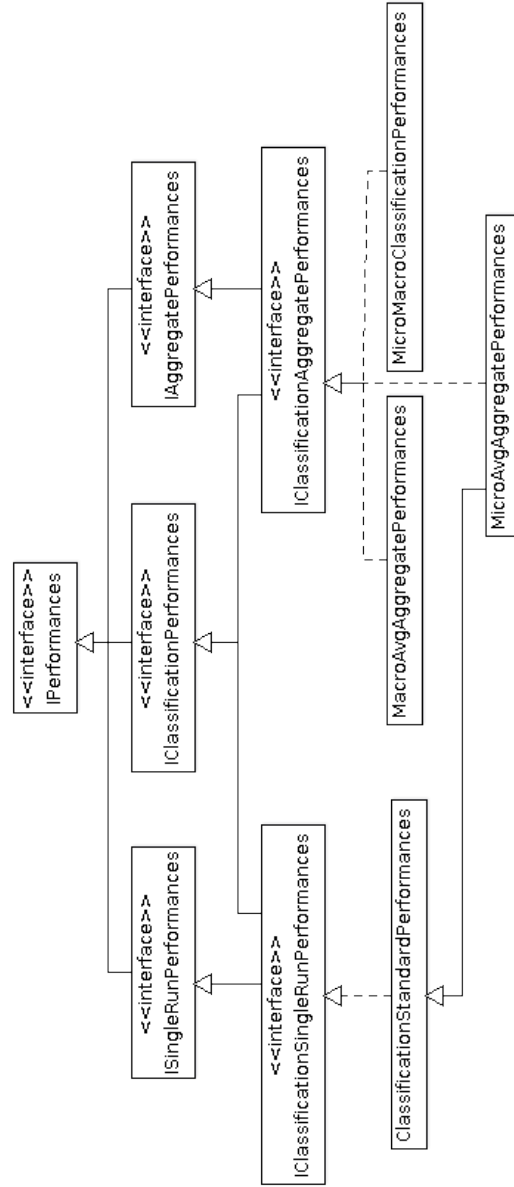 <<interface>>
IPerformances
<<interface>>
ISingleRunPerformances
<<interface>>
IClassificationPerformances
<<interface>>
IAggregatePerformances
<<interface>>
IClassificationSingleRunPerformances
<<interface>>
IClassificationAggregatePerformances
ClassificationStandardPerformances
MacroAvgAggregatePerformances
MicroMacroClassificationPerformances
MicroAvgAggregatePerformances